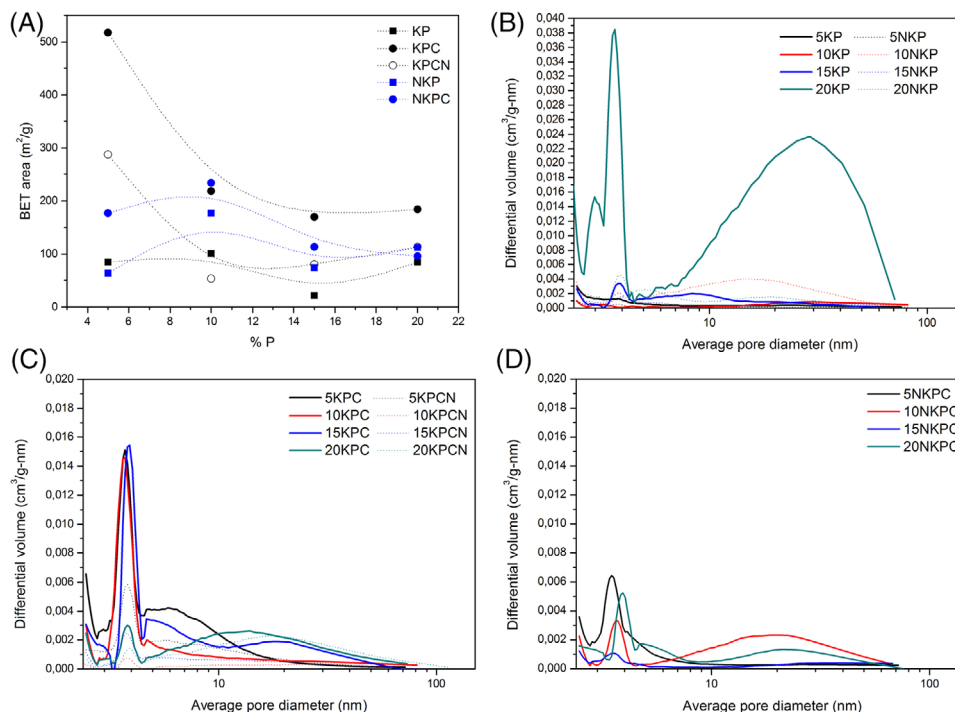 (A)
KP
KPC
KPCN
NKP
NKPC
500
400
300
200
100
0
BET area (m²/g)
4 6 8 10 12 14 16 18 20 22
% P
(B)
0,040
0,038
0,036
0,034
0,032
0,030
0,028
0,026
0,024
0,022
0,020
0,018
0,016
0,014
0,012
0,010
0,008
0,006
0,004
0,002
0,000
Differential volume (cm³/g-nm)
5KP 5NKP
10KP 10NKP
15KP 15NKP
20KP 20NKP
10 100
Average pore diameter (nm)
(C)
0,020
0,018
0,016
0,014
0,012
0,010
0,008
0,006
0,004
0,002
0,000
Differential volume (cm³/g-nm)
5KPC 5KPCN
10KPC 10KPCN
15KPC 15KPCN
20KPC 20KPCN
10 100
Average pore diameter (nm)
(D)
0,020
0,018
0,016
0,014
0,012
0,010
0,008
0,006
0,004
0,002
0,000
Differential volume (cm³/g-nm)
5NKPC
10NKPC
15NKPC
20NKPC
10 100
Average pore diameter (nm)